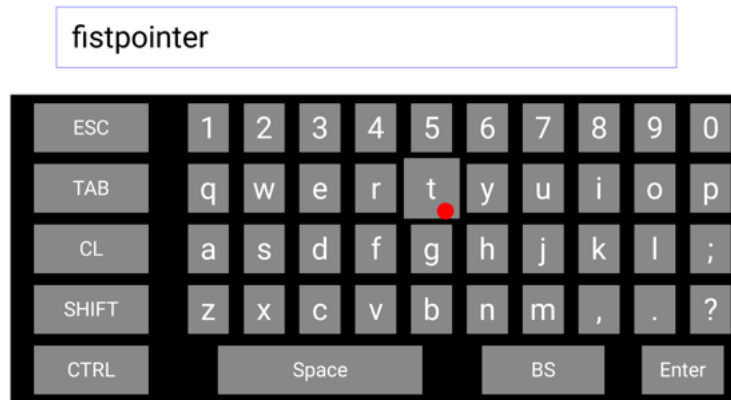 fistpointer
ESC 1 2 3 4 5 6 7 8 9 0
TAB q w e r t y u i o p
CL a s d f g h j k l ;
SHIFT z x c v b n m , . ?
CTRL Space BS Enter